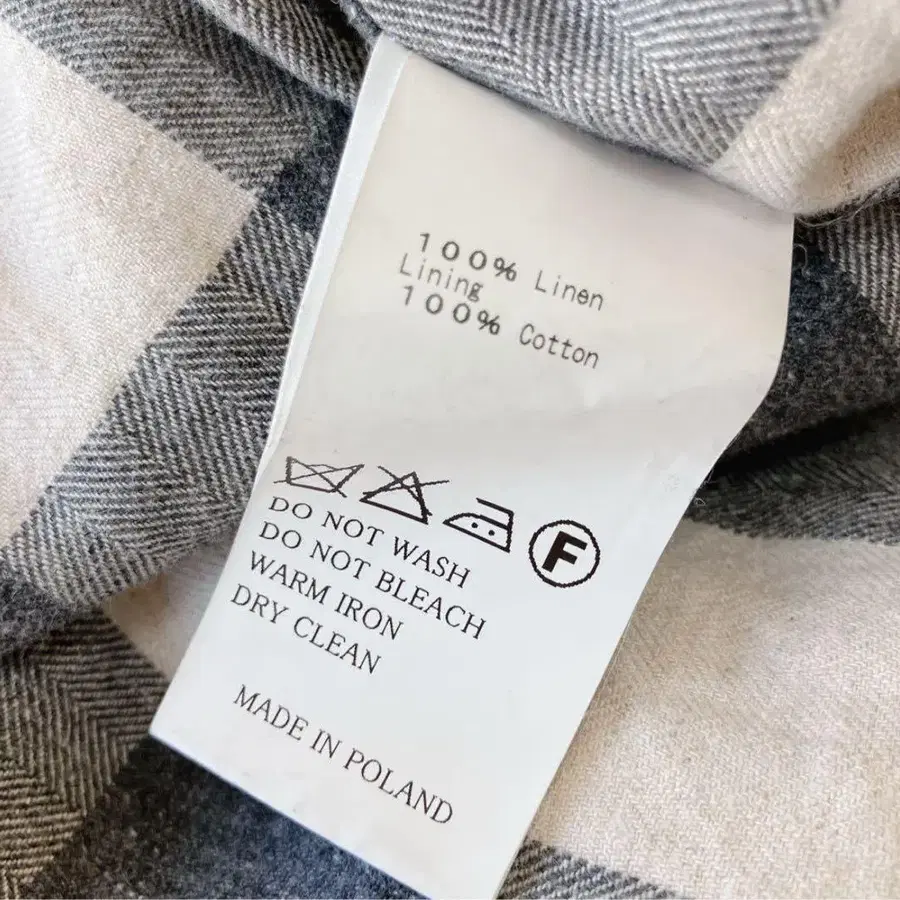 100% Linen
Lining
100% Cotton
F
DO NOT WASH
DO NOT BLEACH
WARM IRON
DRY CLEAN
MADE IN POLAND